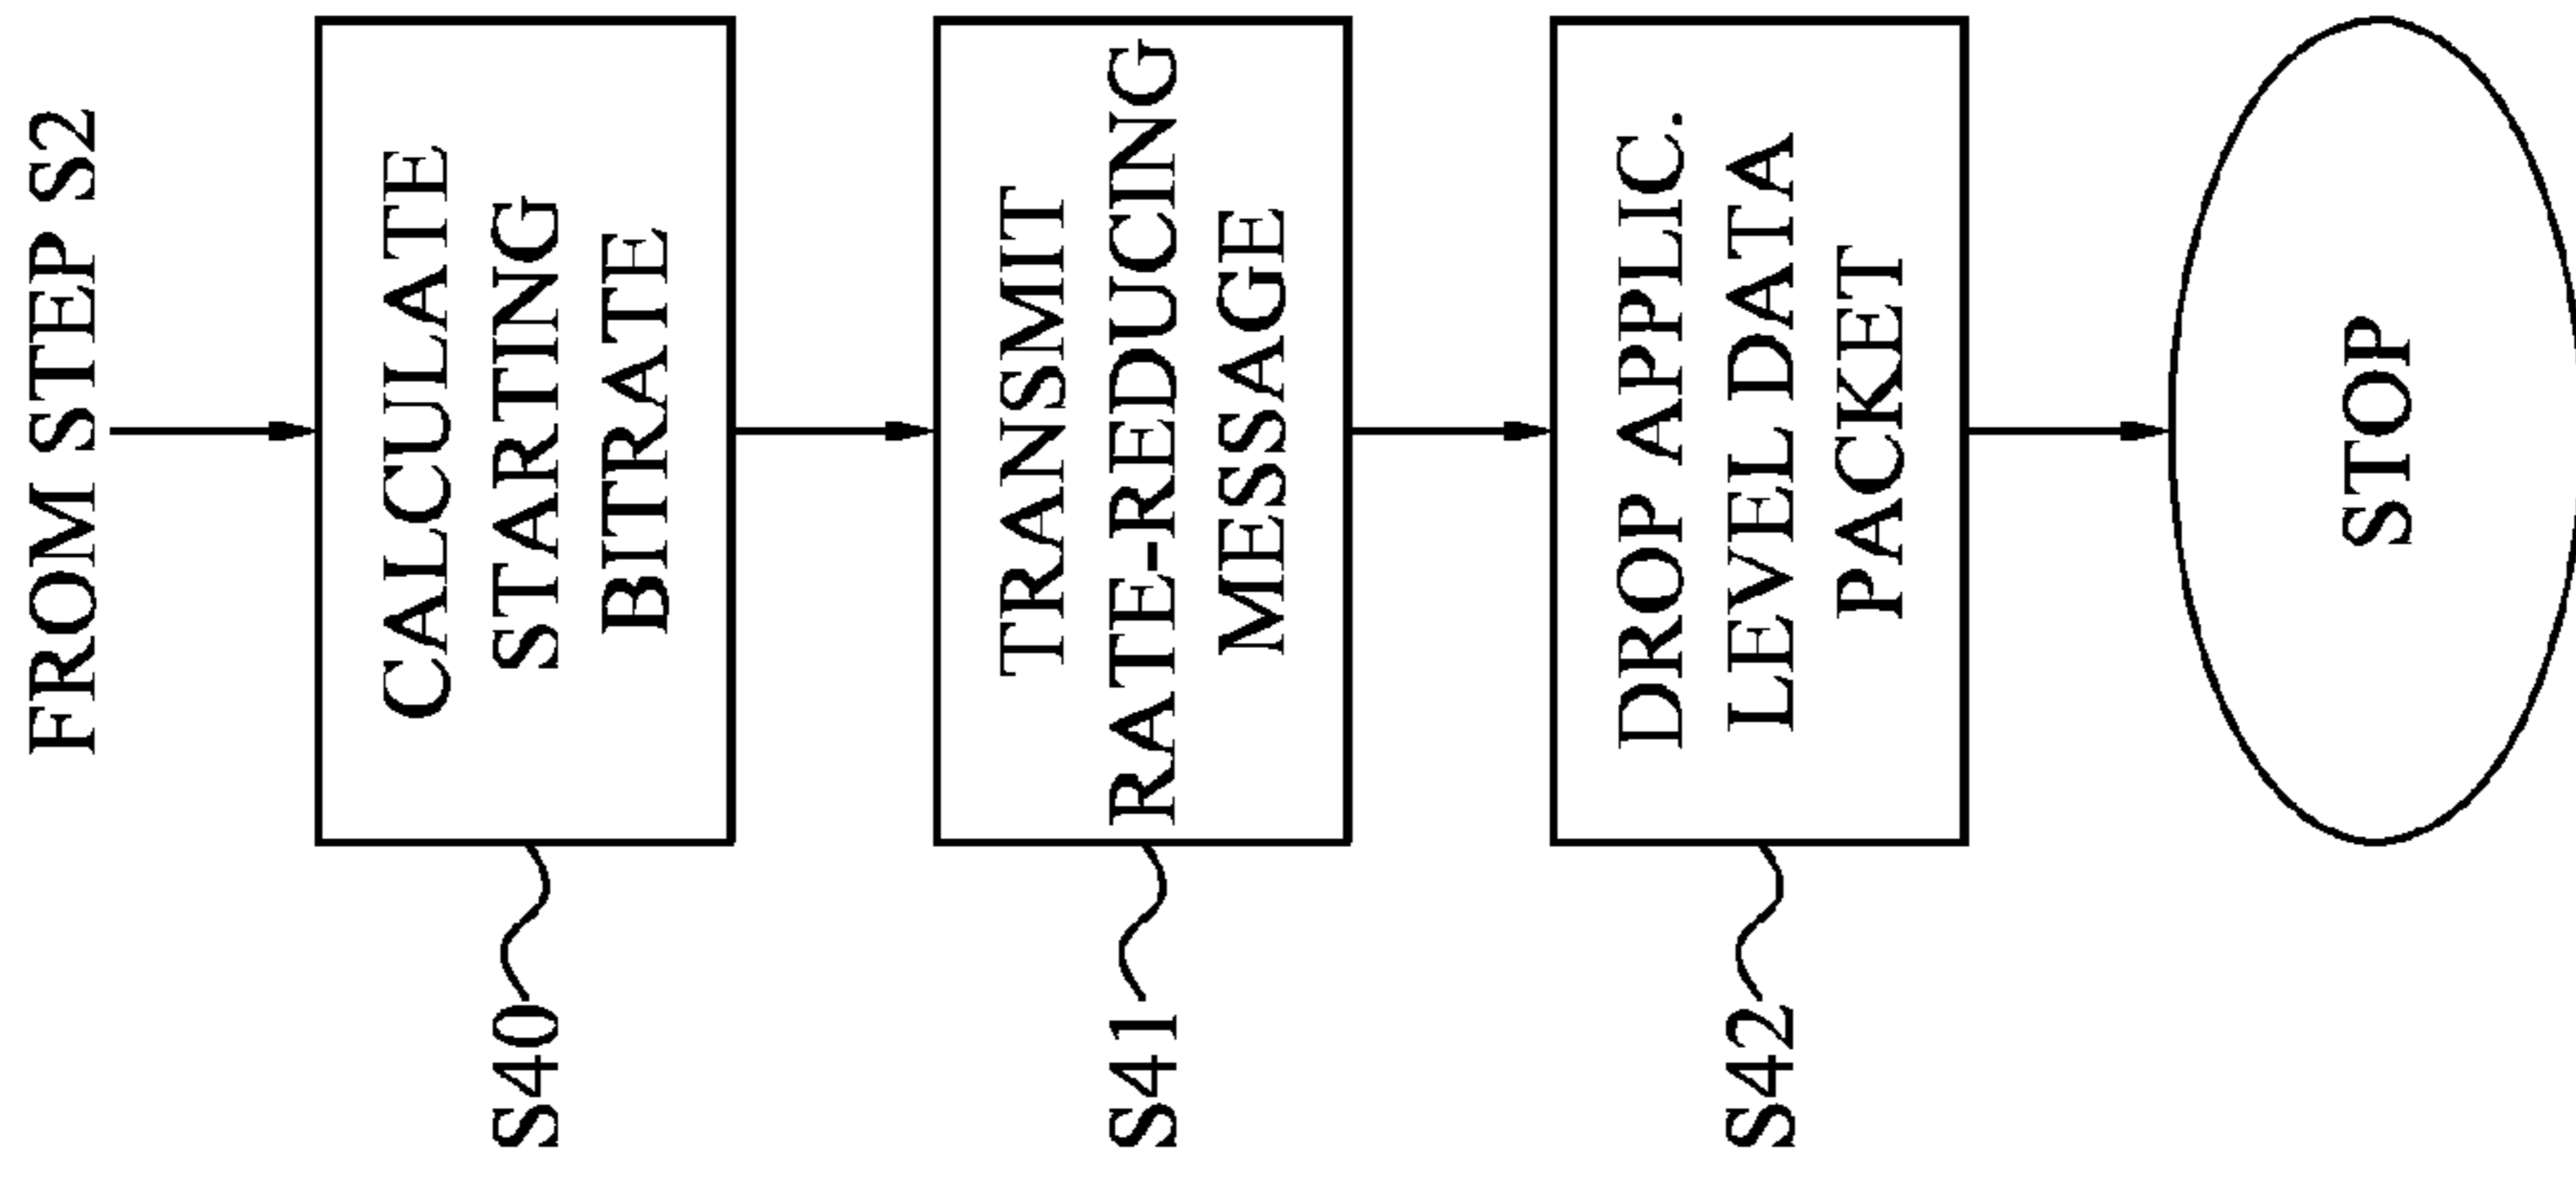 FROM STEP S2
CALCULATE
STARTING
BITRATE
S40
TRANSMIT
RATE-REDUCING
MESSAGE
S41
DROP APPLIC.
LEVEL DATA
PACKET
S42
STOP